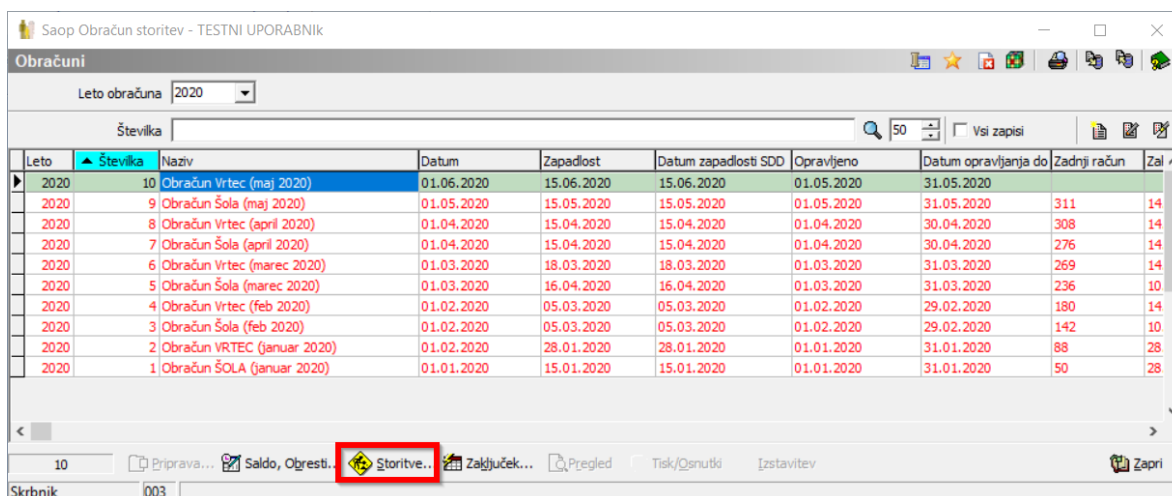 Saop Obračun storitev - TESTNI UPORABNIk
Obračuni
Leto obračuna 2020
Številka 50 Vsi zapisi
Leto Številka Naziv Datum Zapadlost Datum zapadlosti SDD Opravljeno Datum opravljanja do Zadnji račun Zal
2020 10 Obračun Vrtec (maj 2020) 01.06.2020 15.06.2020 15.06.2020 01.05.2020 31.05.2020
2020 9 Obračun Šola (maj 2020) 01.05.2020 15.05.2020 15.05.2020 01.05.2020 31.05.2020 311 14.
2020 8 Obračun Vrtec (april 2020) 01.04.2020 15.04.2020 15.04.2020 01.04.2020 30.04.2020 308 14.
2020 7 Obračun Šola (april 2020) 01.04.2020 15.04.2020 15.04.2020 01.04.2020 30.04.2020 276 14.
2020 6 Obračun Vrtec (marec 2020) 01.03.2020 18.03.2020 18.03.2020 01.03.2020 31.03.2020 269 14.
2020 5 Obračun Šola (marec 2020) 01.03.2020 16.04.2020 16.04.2020 01.03.2020 31.03.2020 236 10.
2020 4 Obračun Vrtec (feb 2020) 01.02.2020 05.03.2020 05.03.2020 01.02.2020 29.02.2020 180 14.
2020 3 Obračun Šola (feb 2020) 01.02.2020 05.03.2020 05.03.2020 01.02.2020 29.02.2020 142 10.
2020 2 Obračun VRTEC (januar 2020) 01.02.2020 28.01.2020 28.01.2020 01.01.2020 31.01.2020 88 28.
2020 1 Obračun ŠOLA (januar 2020) 01.01.2020 15.01.2020 15.01.2020 01.01.2020 31.01.2020 50 28.
10 Priprava... Saldo, Obresti... Storitve... Zaključek... Pregled Tisk/Osnutki Izstavitev Zapri
Skrbnik 003